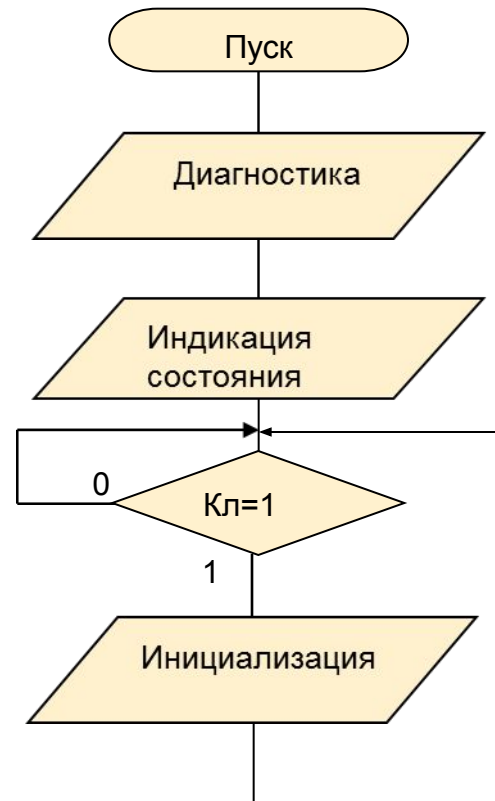 Пуск
Диагностика
Индикация
состояния
0
Кл=1
1
Инициализация